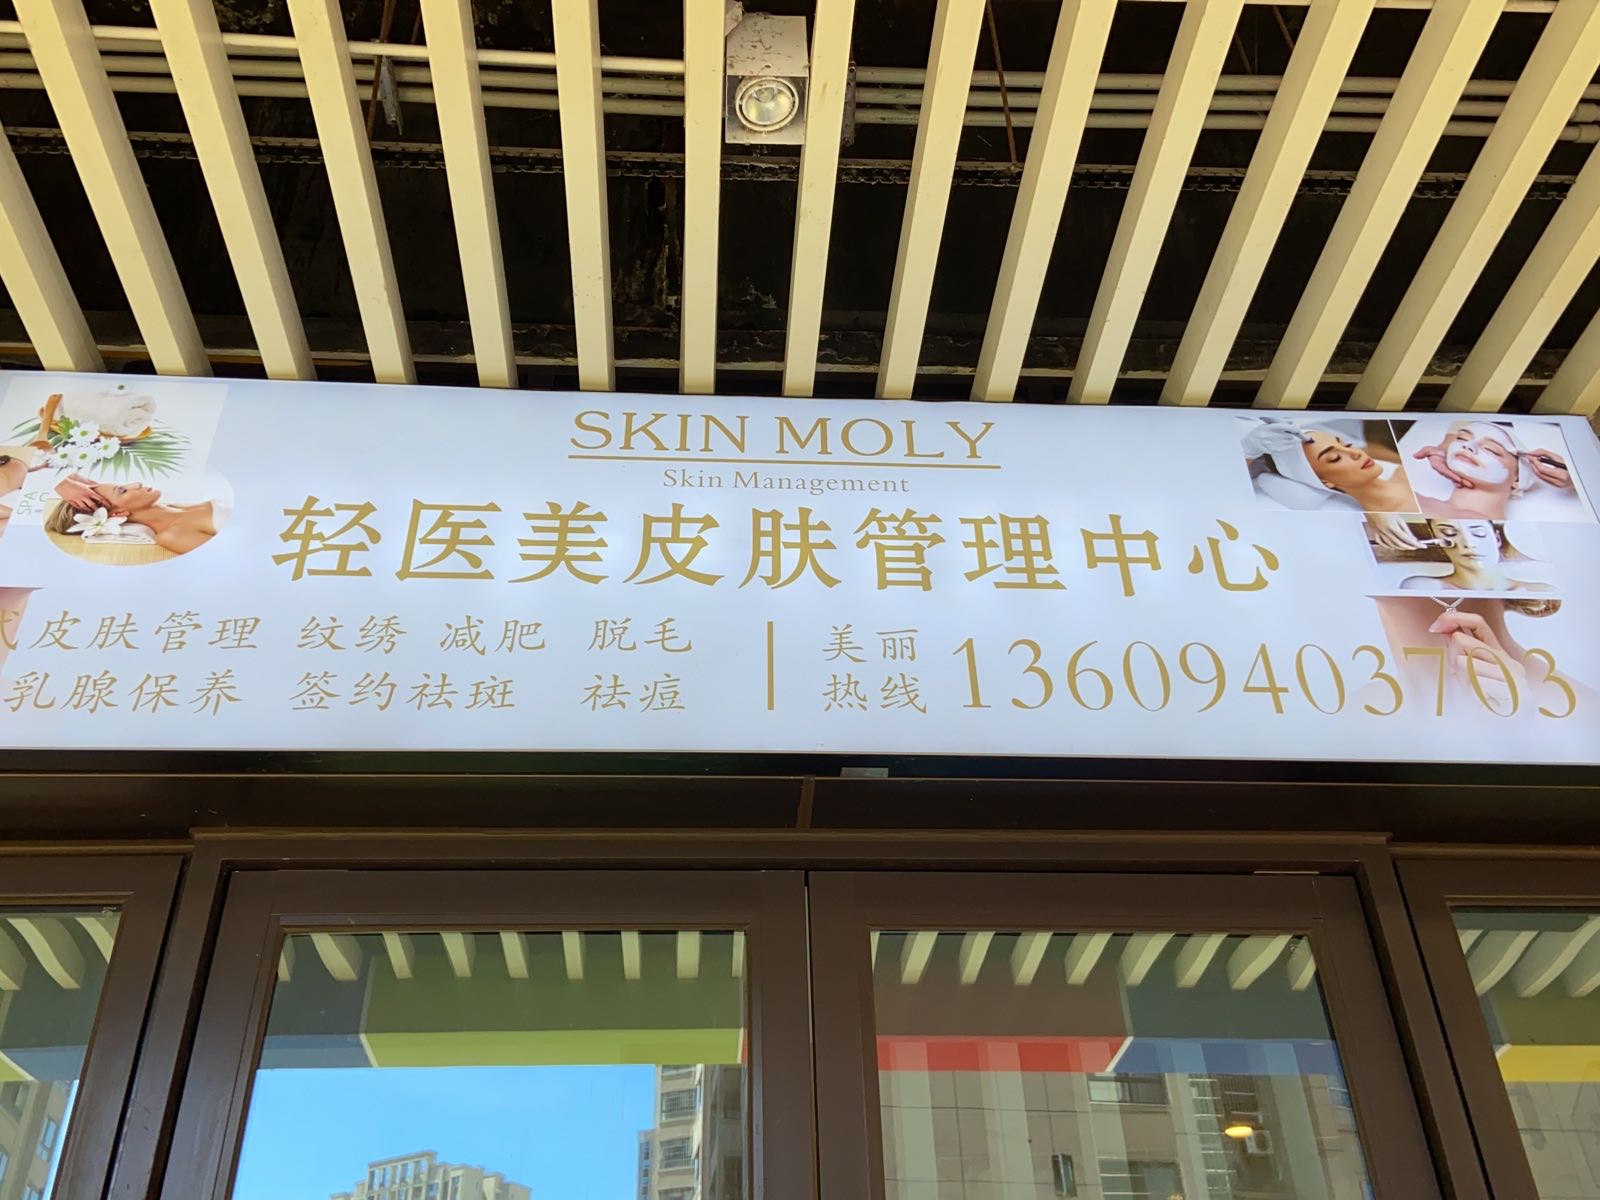 SKIN MOLY
Skin Management
轻医美皮肤管理中心
式皮肤管理 纹绣 减肥 脱毛
乳腺保养 签约祛斑 祛痘
美丽
热线 13609403703
SPA